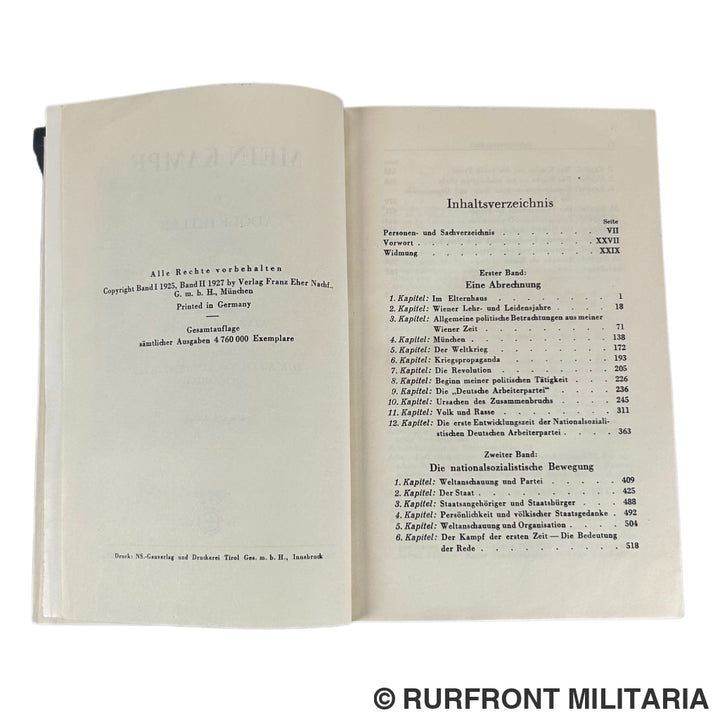 Alle Rechte vorbehalten
Copyright Band I 1925, Band II 1927 by Verlag Franz Eher Nachf.,
G. m. b. H., München
Printed in Germany
Gesamtauflage
sämtlicher Ausgaben 4 760 000 Exemplare
Druck: NS.-Gauverlag und Druckerei Tirol Ges. m. b. H., Innsbruck
MEIN KAMPF
Inhaltsverzeichnis
Seite
Personen- und Sachverzeichnis . . . . . . . VII
Vorwort . . . . . . . . . . . . XXVII
Widmung . . . . . . . . . . . . XXIX
Erster Band:
Eine Abrechnung
1. Kapitel: Im Elternhaus . . . . . . . . 1
2. Kapitel: Wiener Lehr- und Leidensjahre . . . . 18
3. Kapitel: Allgemeine politische Betrachtungen aus meiner
Wiener Zeit . . . . . . . . 71
4. Kapitel: München . . . . . . . . . 138
5. Kapitel: Der Weltkrieg . . . . . . . . 172
6. Kapitel: Kriegspropaganda . . . . . . . 193
7. Kapitel: Die Revolution . . . . . . . 205
8. Kapitel: Beginn meiner politischen Tätigkeit . . . 226
9. Kapitel: Die „Deutsche Arbeiterpartei“ . . . . 236
10. Kapitel: Ursachen des Zusammenbruchs . . . . 245
11. Kapitel: Volk und Rasse . . . . . . . 311
12. Kapitel: Die erste Entwicklungszeit der Nationalsoziali-
stischen Deutschen Arbeiterpartei . . . . 363
Zweiter Band:
Die nationalsozialistische Bewegung
1. Kapitel: Weltanschauung und Partei . . . . . 409
2. Kapitel: Der Staat . . . . . . . . . 425
3. Kapitel: Staatsangehöriger und Staatsbürger . . . 488
4. Kapitel: Persönlichkeit und völkischer Staatsgedanke . 492
5. Kapitel: Weltanschauung und Organisation . . . . 504
6. Kapitel: Der Kampf der ersten Zeit — Die Bedeutung
der Rede . . . . . . . . . 518
© RURFRONT MILITARIA